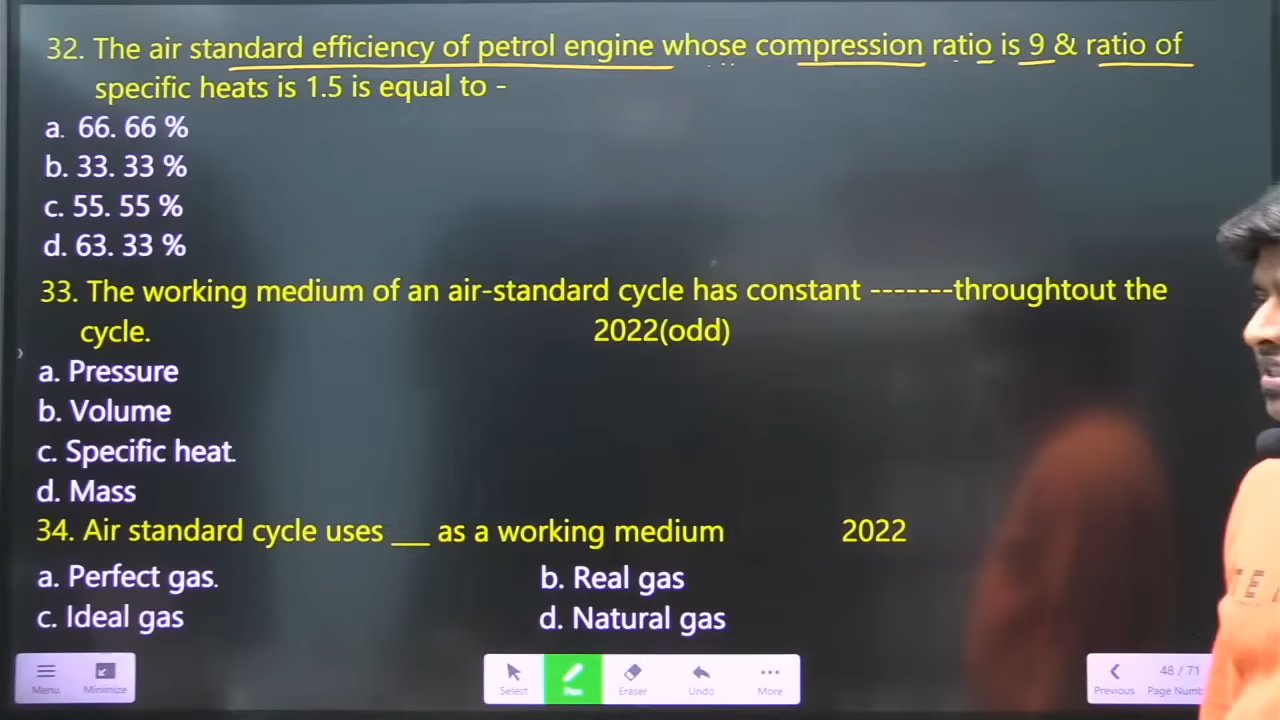 32. The air standard efficiency of petrol engine whose compression ratio is 9 & ratio of
specific heats is 1.5 is equal to -
a. 66. 66 %
b. 33. 33 %
c. 55. 55 %
d. 63. 33 %
33. The working medium of an air-standard cycle has constant -------throughtout the
cycle. 2022(odd)
a. Pressure
b. Volume
c. Specific heat.
d. Mass
34. Air standard cycle uses ___ as a working medium 2022
a. Perfect gas. b. Real gas
c. Ideal gas d. Natural gas
Menu Minimize Select Pen Eraser Undo More Previous 48 / 71
Page Numb